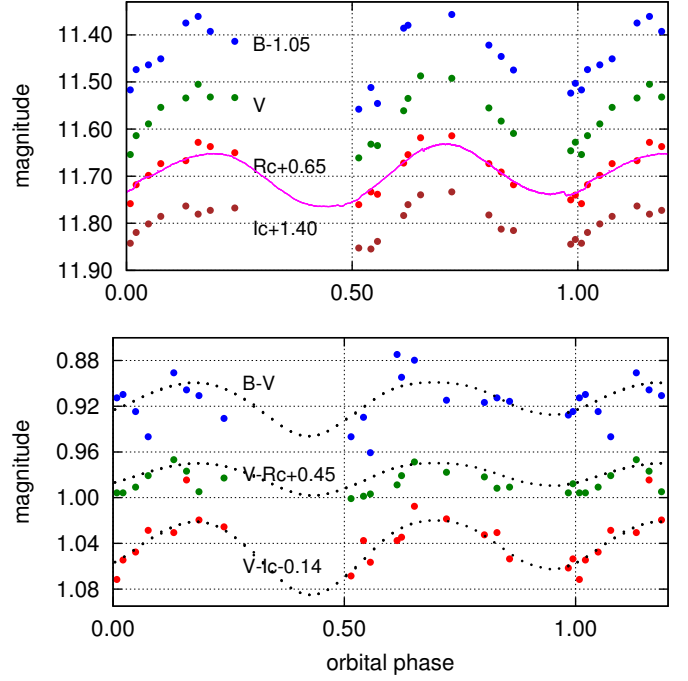 11.40
B-1.05
11.50
V
11.60
magnitude
Rc+0.65
11.70
11.80
Ic+1.40
11.90
0.00
0.50
1.00
0.88
B-V
0.92
0.96
magnitude
V-Rc+0.45
1.00
1.04
V-Ic-0.14
1.08
0.00
0.50
1.00
orbital phase